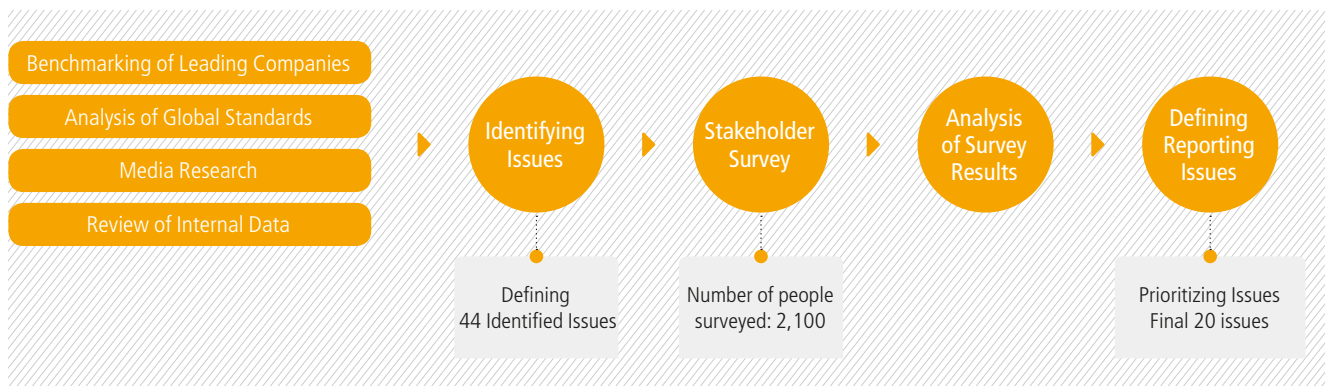 Benchmarking of Leading Companies
Analysis of Global Standards
Media Research
Review of Internal Data
Identifying
Issues
Stakeholder
Survey
Analysis
of Survey
Results
Defining
Reporting
Issues
Defining
44 Identified Issues
Number of people
surveyed: 2,100
Prioritizing Issues
Final 20 issues